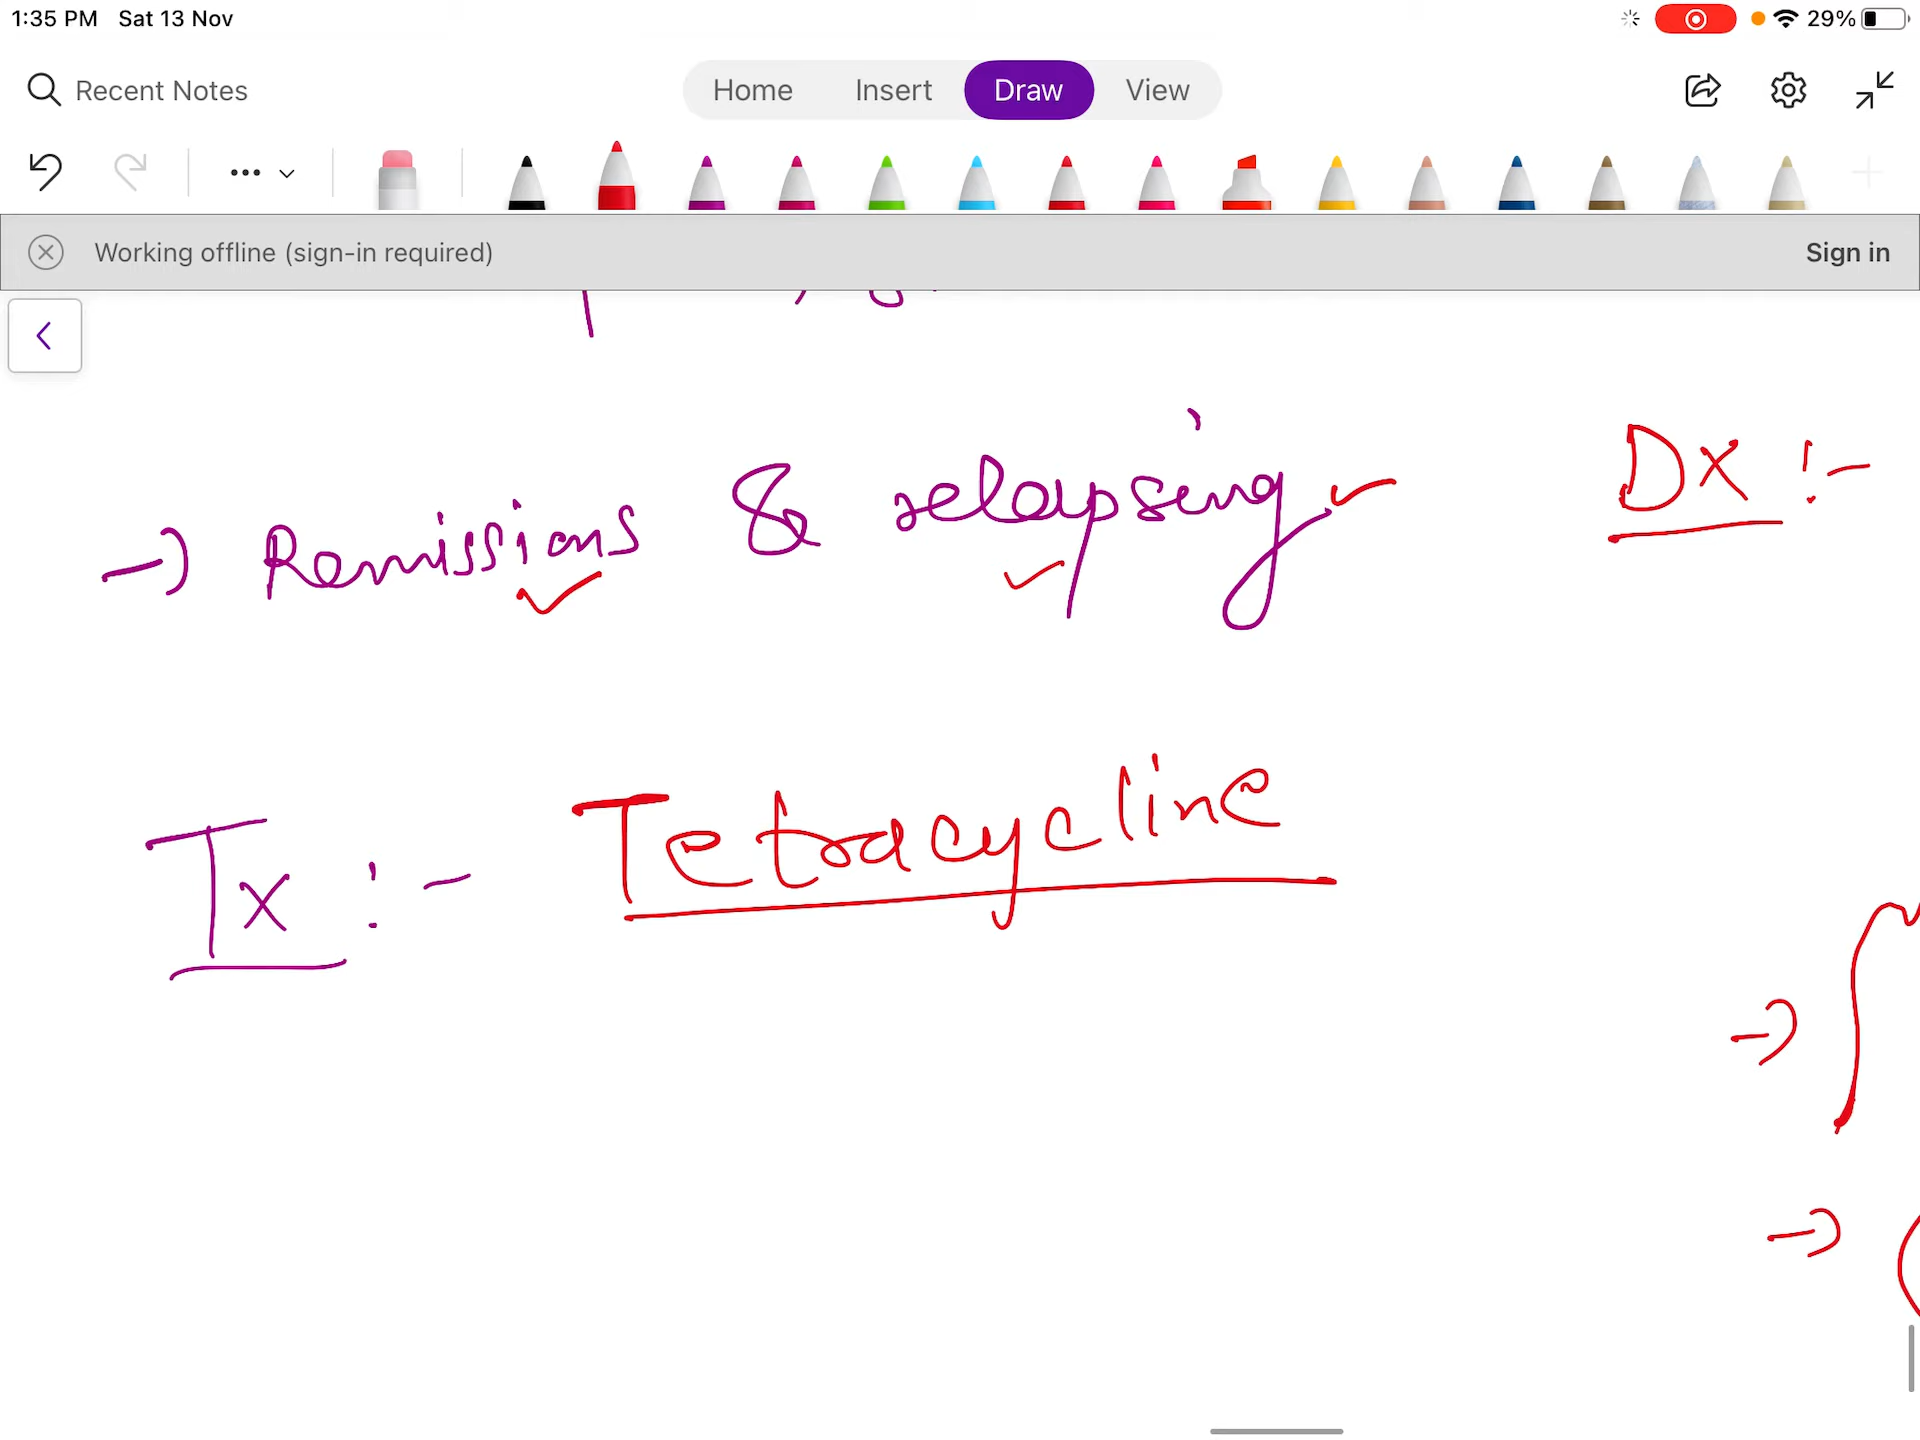 1:35 PM Sat 13 Nov 29%
Recent Notes Home Insert Draw View
Working offline (sign-in required) Sign in
-> Remissions & relapsing
Dx :-
Tx :- Tetracycline
->
->